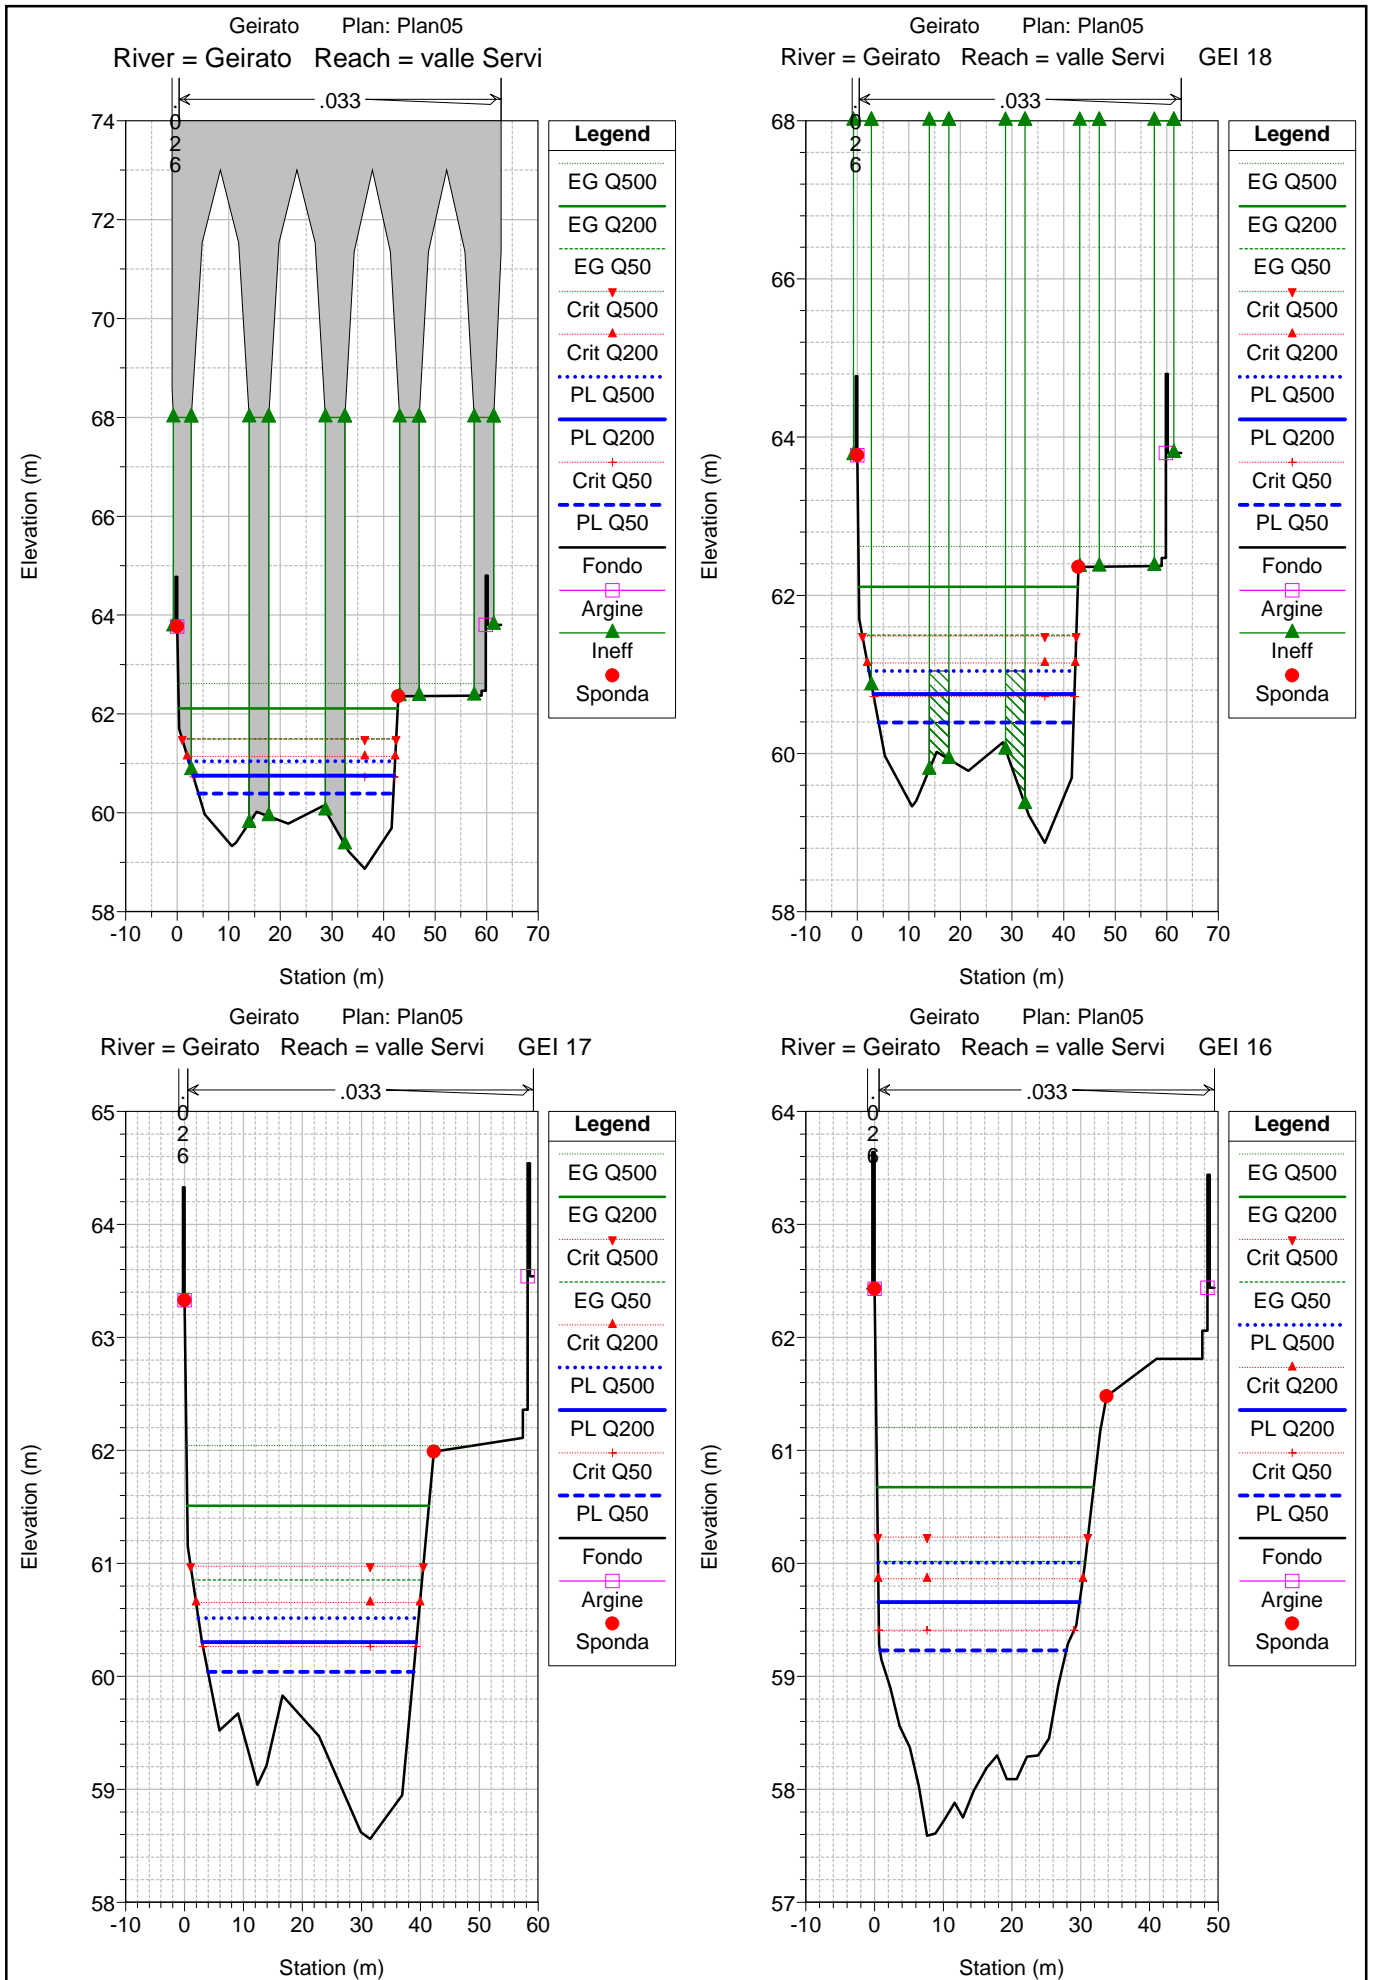 Geirato Plan: Plan05
River = Geirato Reach = valle Servi
.026
.033
74
72
70
68
66
64
62
60
58
-10 0 10 20 30 40 50 60 70
Station (m)
Elevation (m)
Legend
EG Q500
EG Q200
EG Q50
Crit Q500
Crit Q200
PL Q500
PL Q200
Crit Q50
PL Q50
Fondo
Argine
Ineff
Sponda
Geirato Plan: Plan05
River = Geirato Reach = valle Servi GEI 18
.026
.033
68
66
64
62
60
58
-10 0 10 20 30 40 50 60 70
Station (m)
Elevation (m)
Legend
EG Q500
EG Q200
EG Q50
Crit Q500
Crit Q200
PL Q500
PL Q200
Crit Q50
PL Q50
Fondo
Argine
Ineff
Sponda
Geirato Plan: Plan05
River = Geirato Reach = valle Servi GEI 17
.026
.033
65
64
63
62
61
60
59
58
-10 0 10 20 30 40 50 60
Station (m)
Elevation (m)
Legend
EG Q500
EG Q200
Crit Q500
EG Q50
Crit Q200
PL Q500
PL Q200
Crit Q50
PL Q50
Fondo
Argine
Sponda
Geirato Plan: Plan05
River = Geirato Reach = valle Servi GEI 16
.026
.033
64
63
62
61
60
59
58
57
-10 0 10 20 30 40 50
Station (m)
Elevation (m)
Legend
EG Q500
EG Q200
Crit Q500
EG Q50
PL Q500
Crit Q200
PL Q200
Crit Q50
PL Q50
Fondo
Argine
Sponda